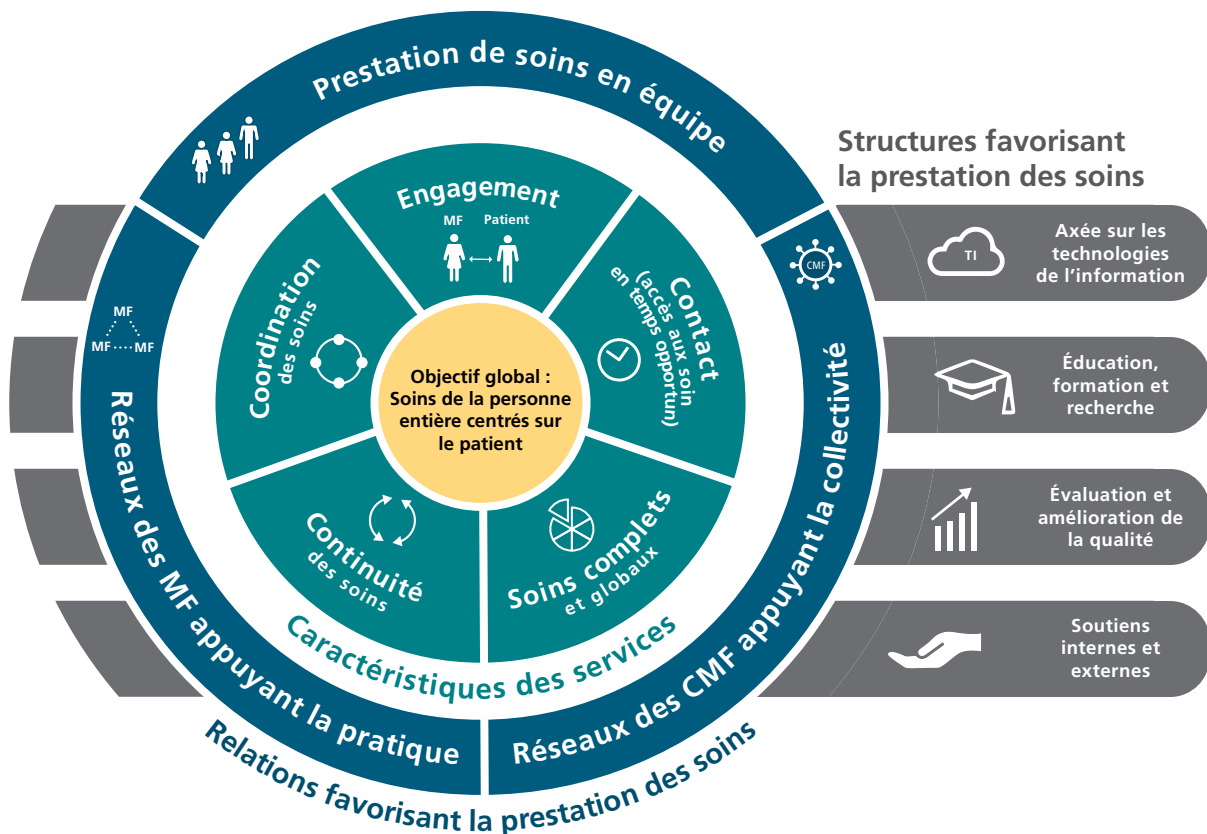 Prestation de soins en équipe
Structures favorisant
la prestation des soins
Engagement
MF
Patient
Coordination
des soins
Contact
(accès aux soin
en temps opportun)
Objectif global :
Soins de la personne
entière centrés sur
le patient
Continuité
des soins
Soins complets
et globaux
Caractéristiques des services
MF
MF
MF
Réseaux des MF appuyant la pratique
CMF
Réseaux des CMF appuyant la collectivité
Relations favorisant la prestation des soins
TI
Axée sur les
technologies
de l’information
Éducation,
formation et
recherche
Évaluation et
amélioration de
la qualité
Soutiens
internes et
externes